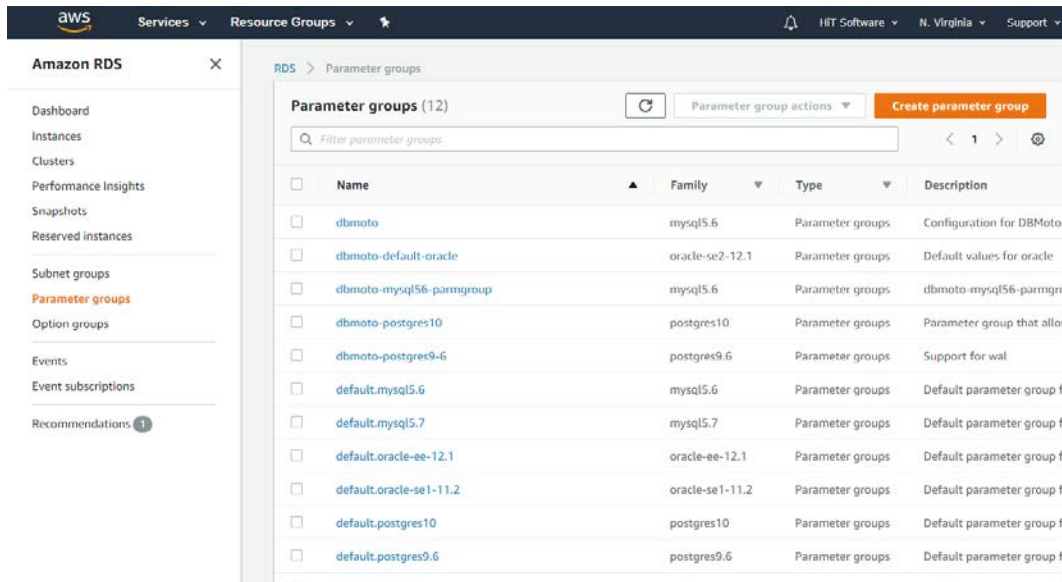 aws Services Resource Groups HIT Software N. Virginia Support
Amazon RDS
Dashboard
Instances
Clusters
Performance Insights
Snapshots
Reserved instances
Subnet groups
Parameter groups
Option groups
Events
Event subscriptions
Recommendations 1
RDS > Parameter groups
Parameter groups (12) Parameter group actions Create parameter group
Filter parameter groups < 1 >
Name Family Type Description
dbmoto mysql5.6 Parameter groups Configuration for DBMoto
dbmoto-default-oracle oracle-se2-12.1 Parameter groups Default values for oracle
dbmoto-mysql56-parmgroup mysql5.6 Parameter groups dbmoto-mysql56-parmgro
dbmoto-postgres10 postgres10 Parameter groups Parameter group that allo
dbmoto-postgres9-6 postgres9.6 Parameter groups Support for wal
default.mysql5.6 mysql5.6 Parameter groups Default parameter group f
default.mysql5.7 mysql5.7 Parameter groups Default parameter group f
default.oracle-ee-12.1 oracle-ee-12.1 Parameter groups Default parameter group f
default.oracle-se1-11.2 oracle-se1-11.2 Parameter groups Default parameter group f
default.postgres10 postgres10 Parameter groups Default parameter group f
default.postgres9.6 postgres9.6 Parameter groups Default parameter group f